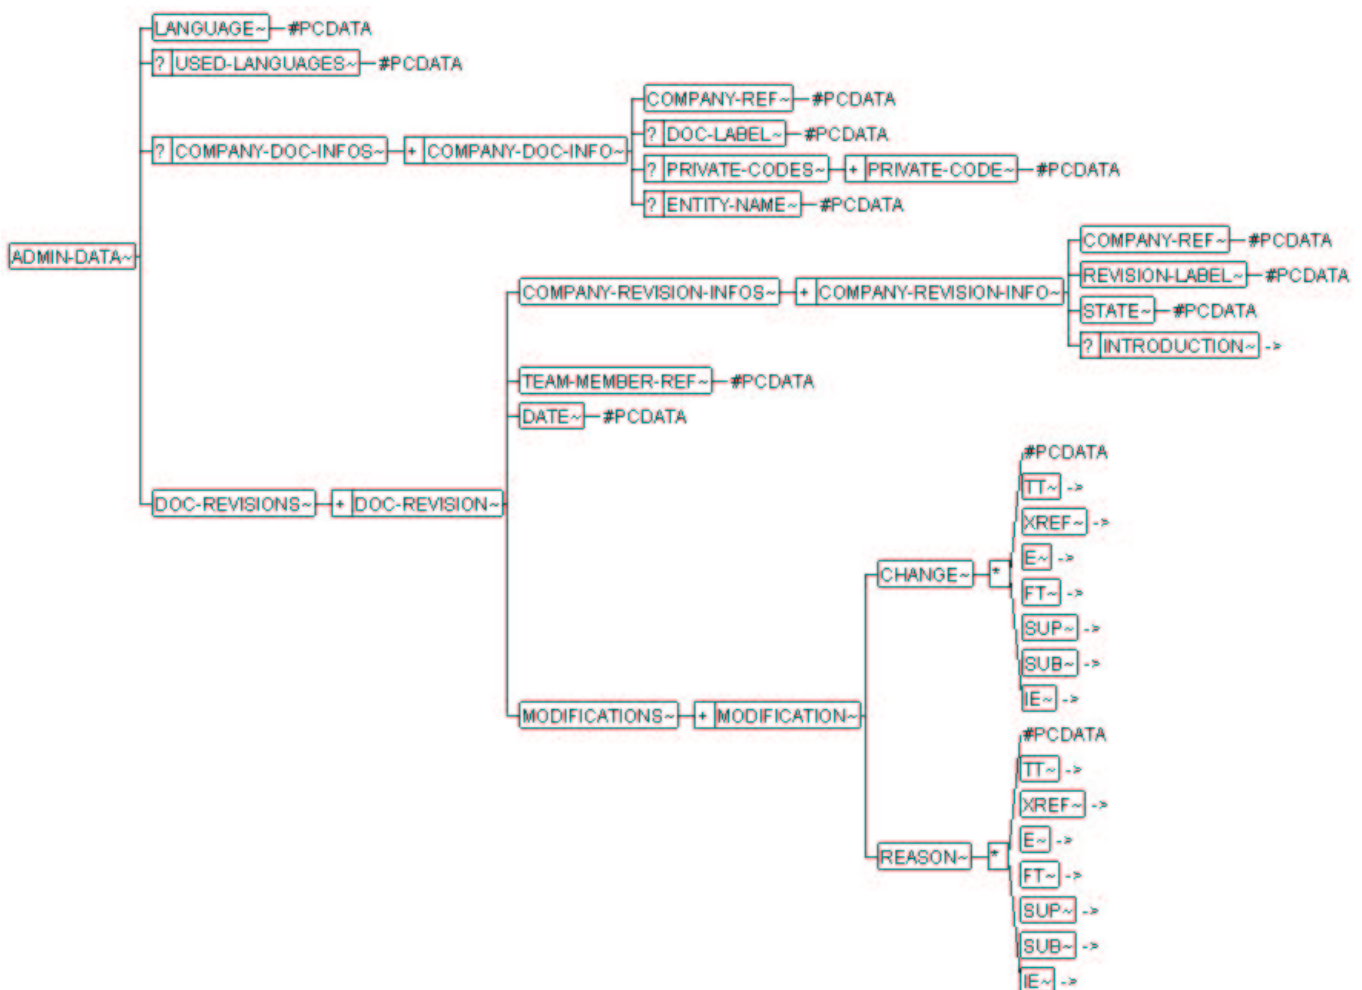 LANGUAGE~ #PCDATA
? USED-LANGUAGES~ #PCDATA
COMPANY-REF~ #PCDATA
? DOC-LABEL~ #PCDATA
? COMPANY-DOC-INFOS~ + COMPANY-DOC-INFO~
? PRIVATE-CODES~ + PRIVATE-CODE~ #PCDATA
? ENTITY-NAME~ #PCDATA
ADMIN-DATA~
COMPANY-REF~ #PCDATA
REVISION-LABEL~ #PCDATA
COMPANY-REVISION-INFOS~ + COMPANY-REVISION-INFO~
STATE~ #PCDATA
? INTRODUCTION~ ->
TEAM-MEMBER-REF~ #PCDATA
DATE~ #PCDATA
DOC-REVISIONS~ + DOC-REVISION~
#PCDATA
TT~ ->
XREF~ ->
E~ ->
CHANGE~ *
FT~ ->
SUP~ ->
SUB~ ->
IE~ ->
MODIFICATIONS~ + MODIFICATION~
#PCDATA
TT~ ->
XREF~ ->
E~ ->
REASON~ *
FT~ ->
SUP~ ->
SUB~ ->
IE~ ->